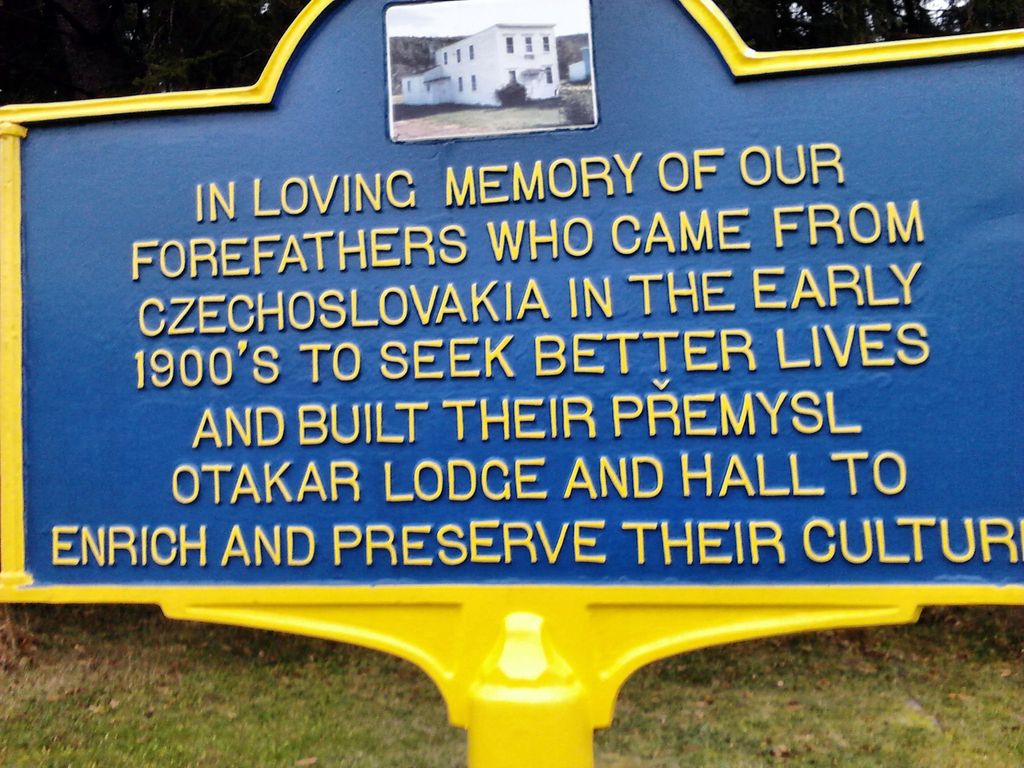 IN LOVING MEMORY OF OUR
FOREFATHERS WHO CAME FROM
CZECHOSLOVAKIA IN THE EARLY
1900'S TO SEEK BETTER LIVES
AND BUILT THEIR PŘEMYSL
OTAKAR LODGE AND HALL TO
ENRICH AND PRESERVE THEIR CULTUR